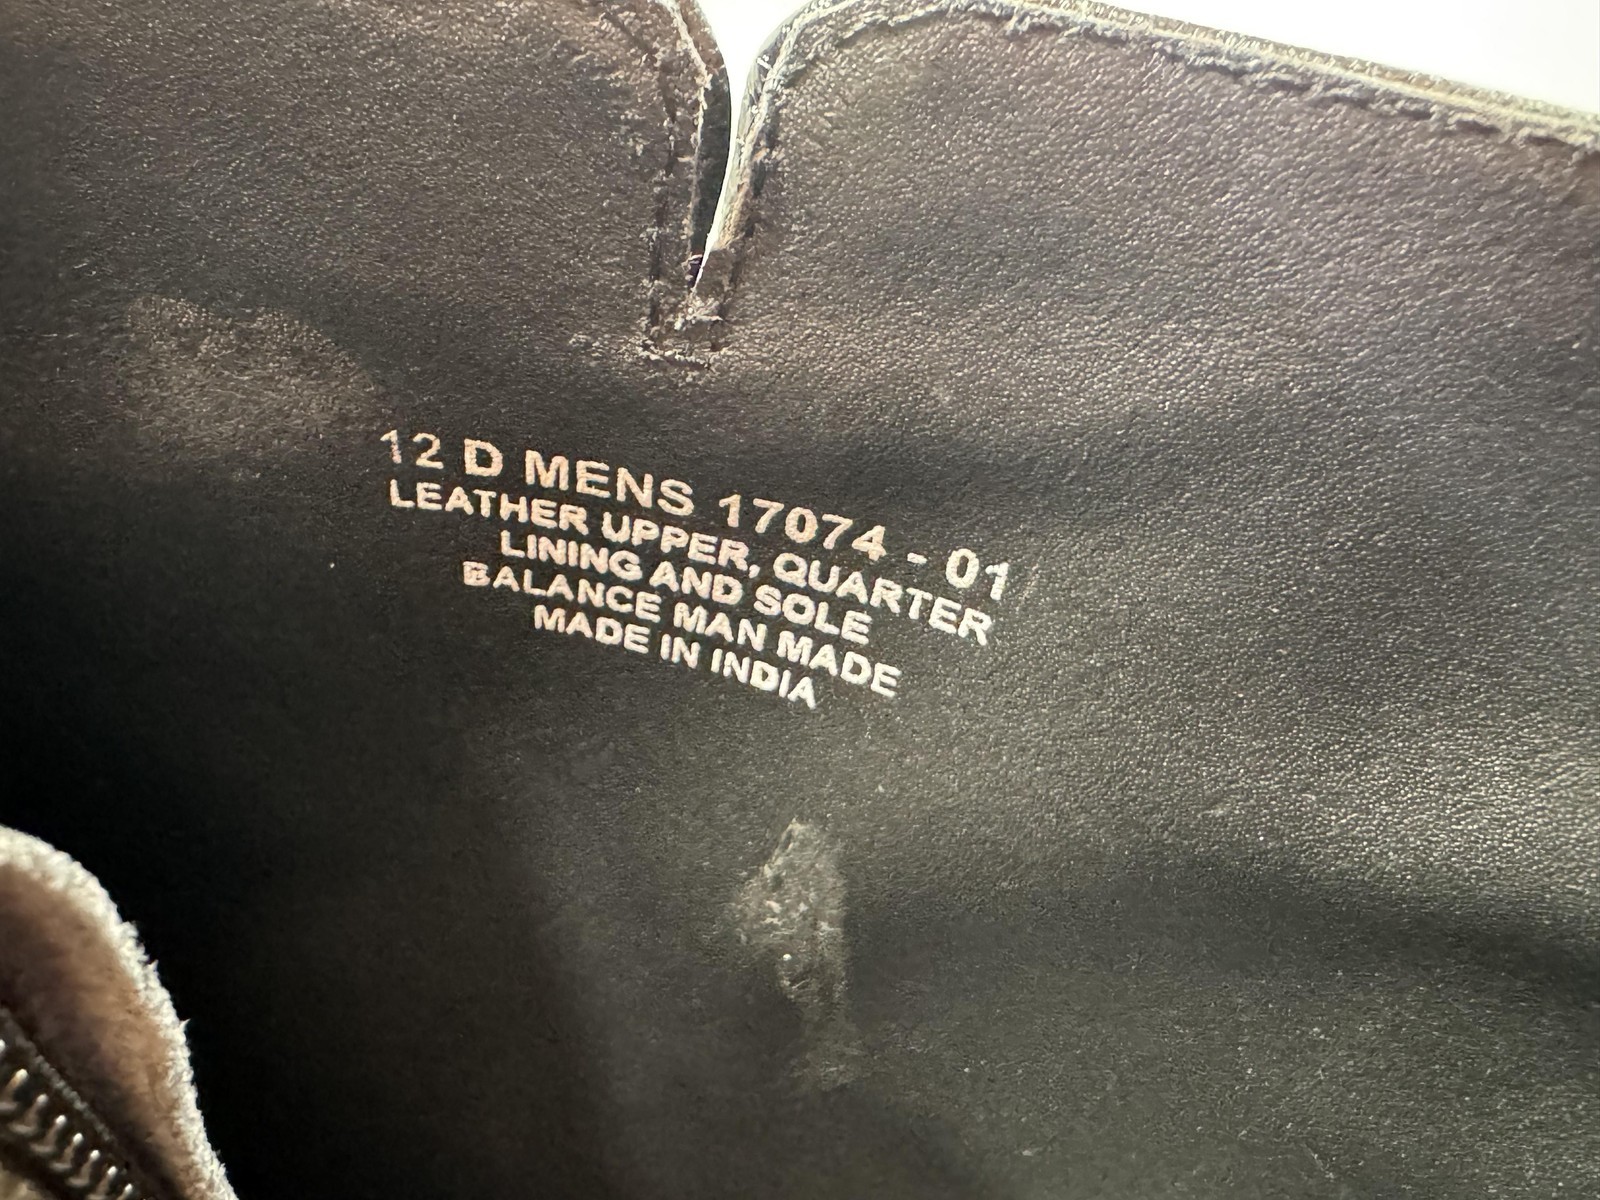 12 D MENS 17074 - 01
LEATHER UPPER, QUARTER
LINING AND SOLE
BALANCE MAN MADE
MADE IN INDIA